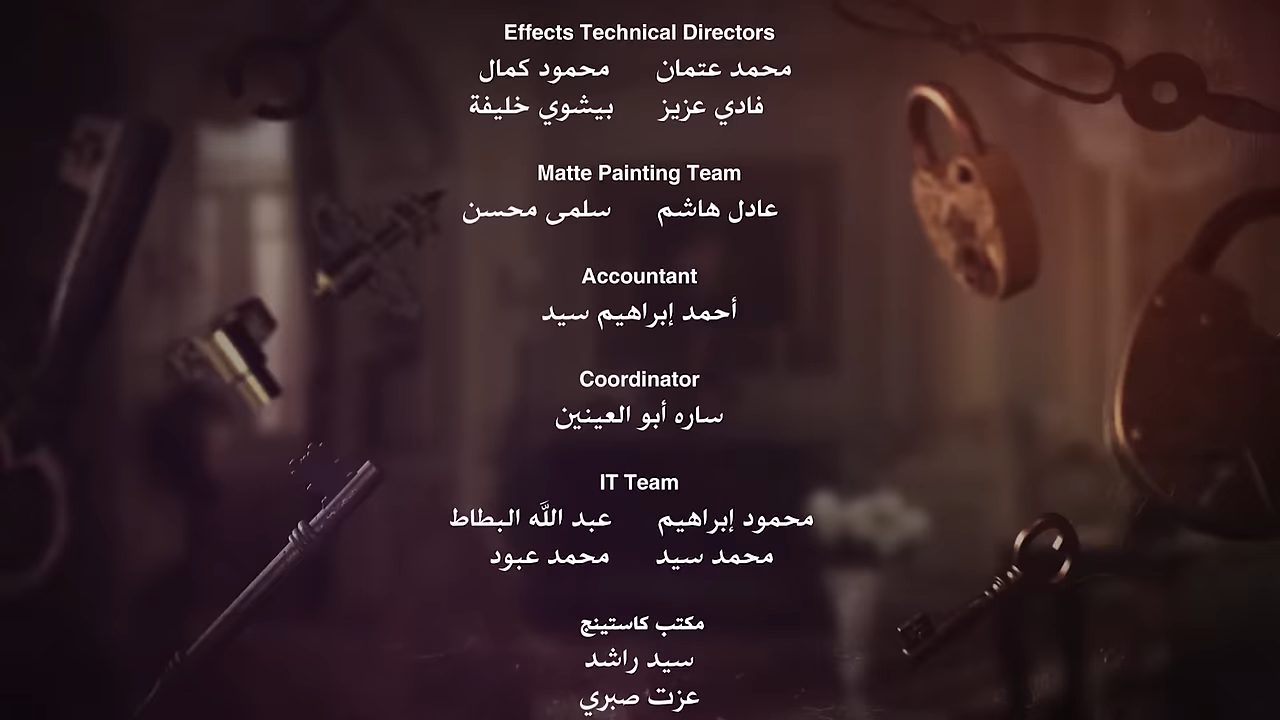 Effects Technical Directors
محمد عتمان محمود كمال
فادي عزيز بيشوي خليفة
Matte Painting Team
عادل هاشم سلمى محسن
Accountant
أحمد إبراهيم سيد
Coordinator
ساره أبو العينين
IT Team
محمود إبراهيم عبد الله البطاط
محمد سيد محمد عبود
مكتب كاستينج
سيد راشد
عزت صبري